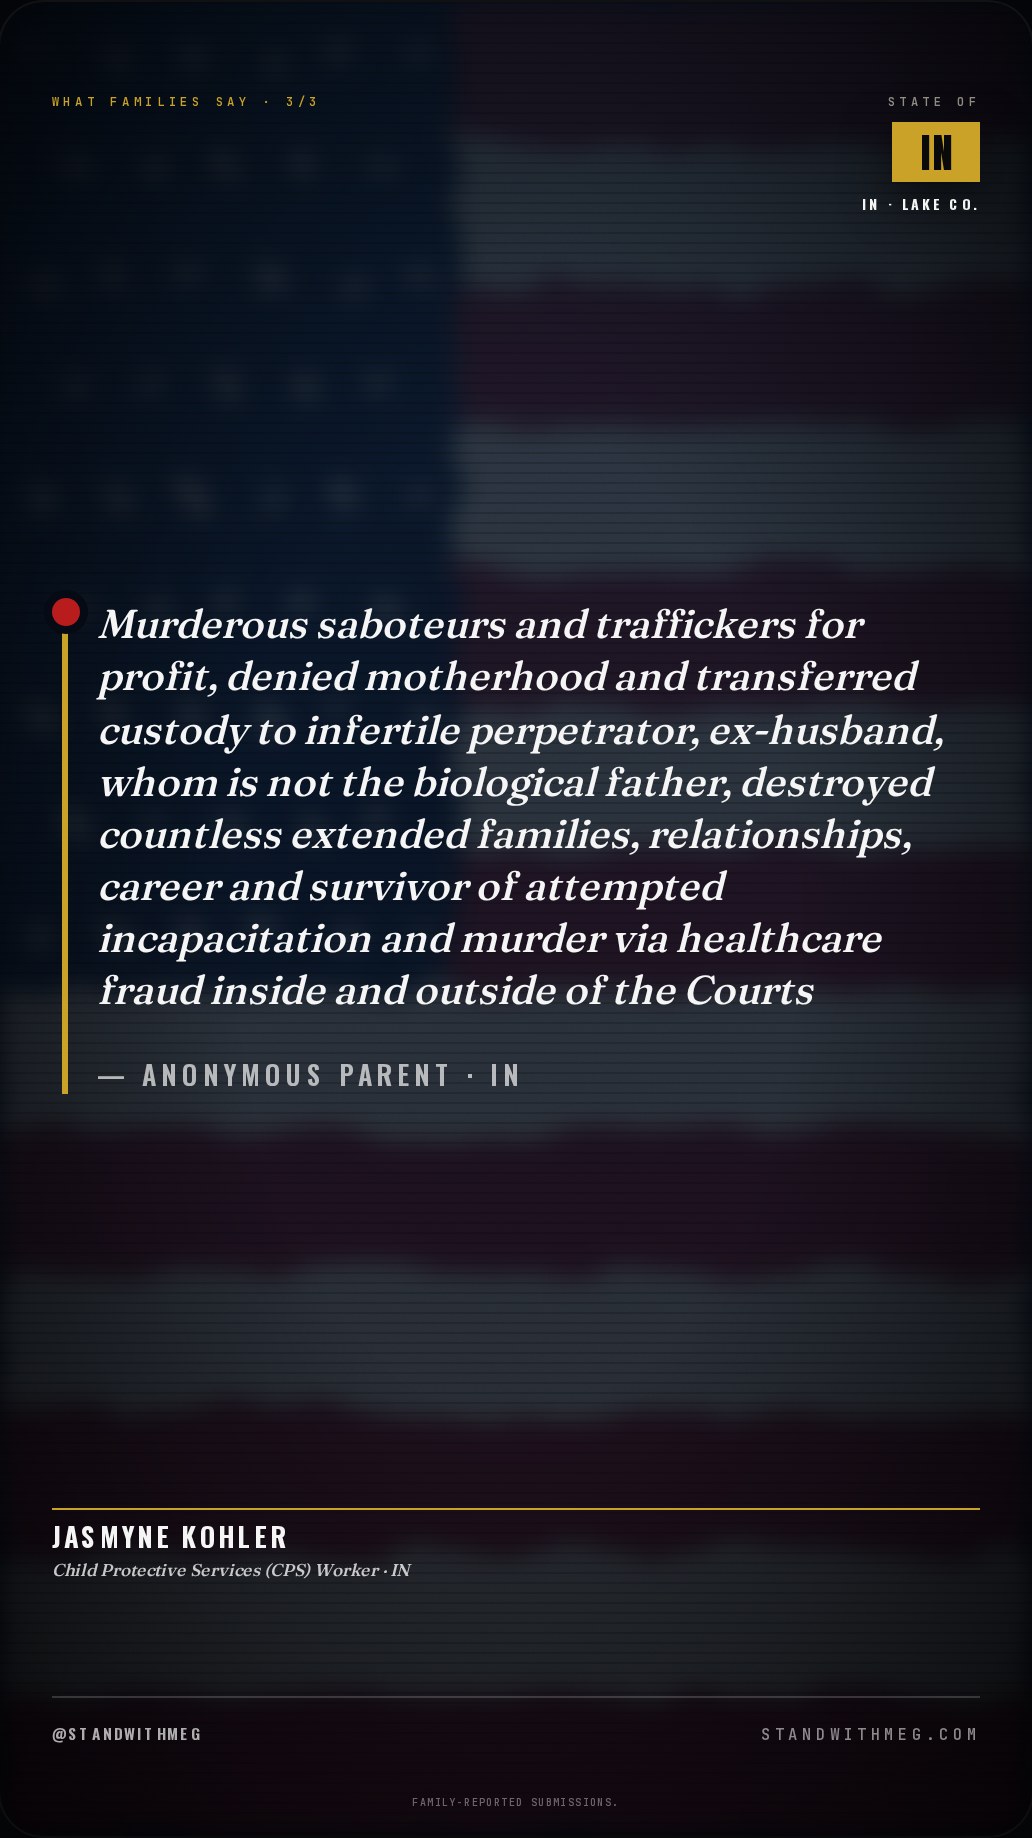 WHAT FAMILIES SAY · 3/3
STATE OF
IN
IN · LAKE CO.
Murderous saboteurs and traffickers for
profit, denied motherhood and transferred
custody to infertile perpetrator, ex-husband,
whom is not the biological father, destroyed
countless extended families, relationships,
career and survivor of attempted
incapacitation and murder via healthcare
fraud inside and outside of the Courts
— ANONYMOUS PARENT · IN
JASMYNE KOHLER
Child Protective Services (CPS) Worker · IN
@STANDWITHMEG
STANDWITHMEG.COM
FAMILY-REPORTED SUBMISSIONS.